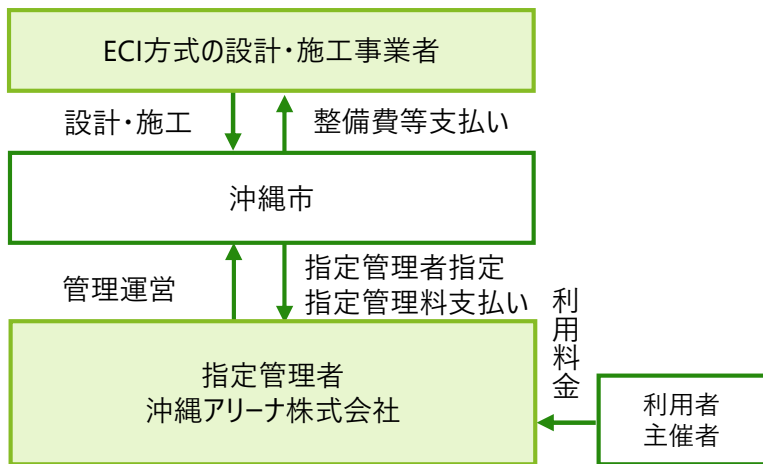 ECI方式の設計・施工事業者
設計・施工
整備費等支払い
沖縄市
管理運営
指定管理者指定
指定管理料支払い
利用料金
指定管理者
沖縄アリーナ株式会社
利用者
主催者